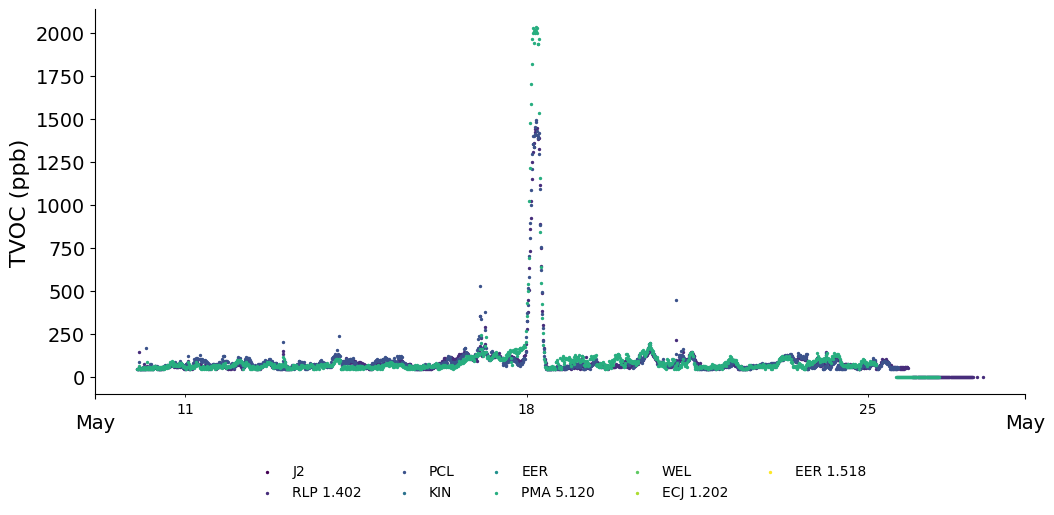 2000
1750
1500
1250
1000
750
500
250
0
TVOC (ppb)
11 18 25
May May
J2 PCL EER WEL EER 1.518
RLP 1.402 KIN PMA 5.120 ECJ 1.202